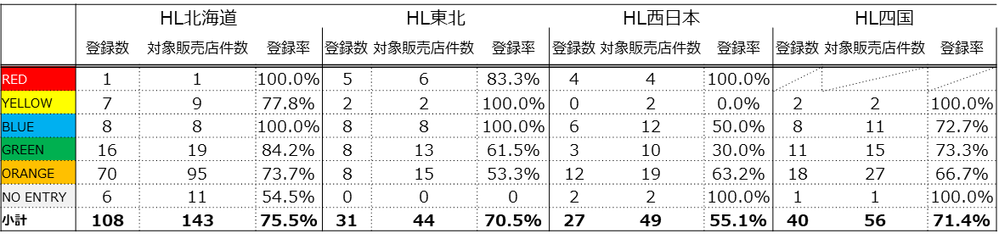 HL北海道 HL東北 HL西日本 HL四国
登録数 対象販売店件数 登録率 登録数 対象販売店件数 登録率 登録数 対象販売店件数 登録率 登録数 対象販売店件数 登録率
RED 1 1 100.0% 5 6 83.3% 4 4 100.0%
YELLOW 7 9 77.8% 2 2 100.0% 0 2 0.0% 2 2 100.0%
BLUE 8 8 100.0% 8 8 100.0% 6 12 50.0% 8 11 72.7%
GREEN 16 19 84.2% 8 13 61.5% 3 10 30.0% 11 15 73.3%
ORANGE 70 95 73.7% 8 15 53.3% 12 19 63.2% 18 27 66.7%
NO ENTRY 6 11 54.5% 0 0 0 2 2 100.0% 1 1 100.0%
小計 108 143 75.5% 31 44 70.5% 27 49 55.1% 40 56 71.4%